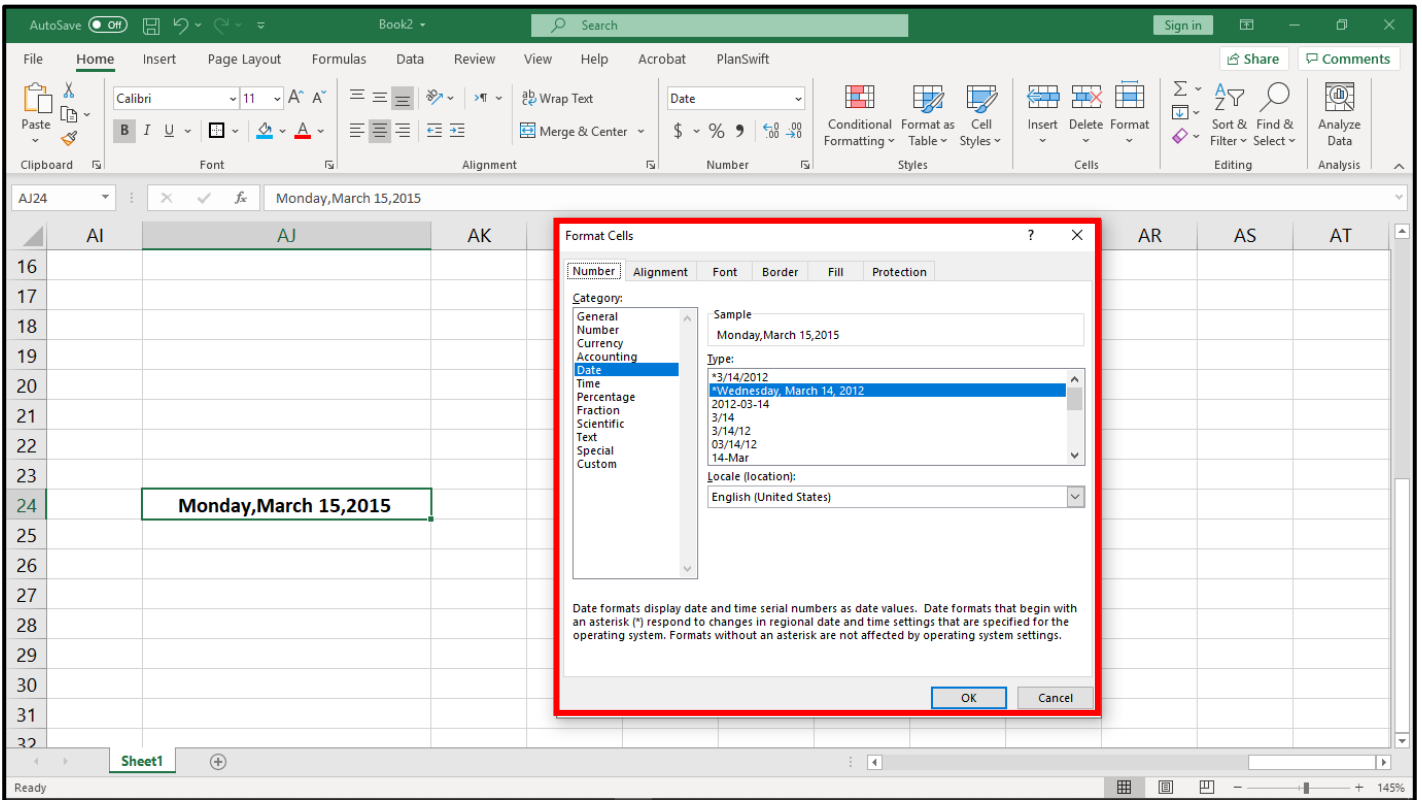 AutoSave Off Book2 Search Sign in
File Home Insert Page Layout Formulas Data Review View Help Acrobat PlanSwift Share Comments
Paste
Clipboard
Calibri 11 A^ Aˇ
B I U A
Font
Wrap Text
Merge & Center
Alignment
Date
$ % 9 .00 .00
Number
Conditional Formatting
Format as Table
Cell Styles
Styles
Insert Delete Format
Cells
Sort & Filter
Find & Select
Editing
Analyze Data
Analysis
AJ24 fx Monday,March 15,2015
AI AJ AK AR AS AT
16
17
18
19
20
21
22
23
24 Monday,March 15,2015
25
26
27
28
29
30
31
32
Format Cells ? ×
Number Alignment Font Border Fill Protection
Category:
General
Number
Currency
Accounting
Date
Time
Percentage
Fraction
Scientific
Text
Special
Custom
Sample
Monday,March 15,2015
Type:
*3/14/2012
*Wednesday, March 14, 2012
2012-03-14
3/14
3/14/12
03/14/12
14-Mar
Locale (location):
English (United States)
Date formats display date and time serial numbers as date values. Date formats that begin with
an asterisk (*) respond to changes in regional date and time settings that are specified for the
operating system. Formats without an asterisk are not affected by operating system settings.
OK Cancel
Sheet1
Ready 145%